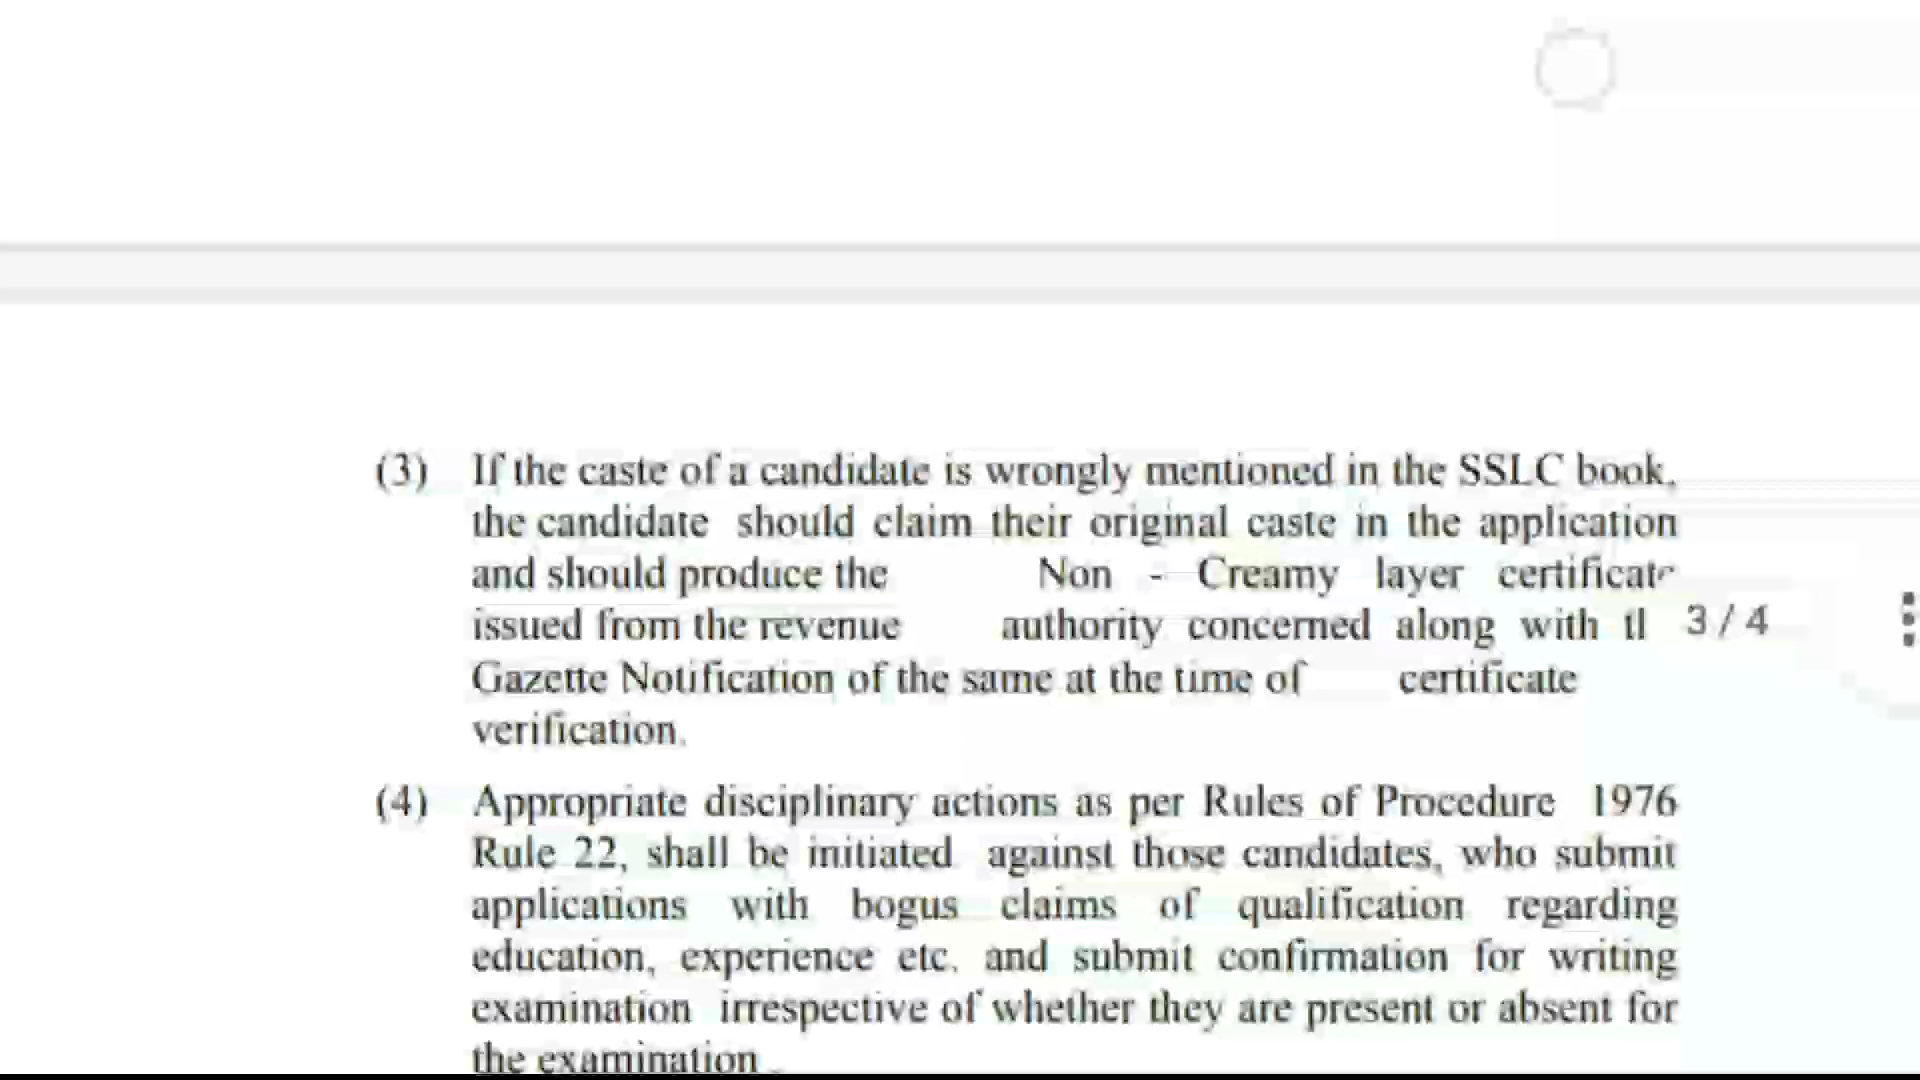 (3) If the caste of a candidate is wrongly mentioned in the SSLC book,
the candidate should claim their original caste in the application
and should produce the Non - Creamy layer certificate
issued from the revenue authority concerned along with
3 / 4
Gazette Notification of the same at the time of certificate
verification.
(4) Appropriate disciplinary actions as per Rules of Procedure 1976
Rule 22, shall be initiated against those candidates, who submit
applications with bogus claims of qualification regarding
education, experience etc. and submit confirmation for writing
examination irrespective of whether they are present or absent for
the examination .